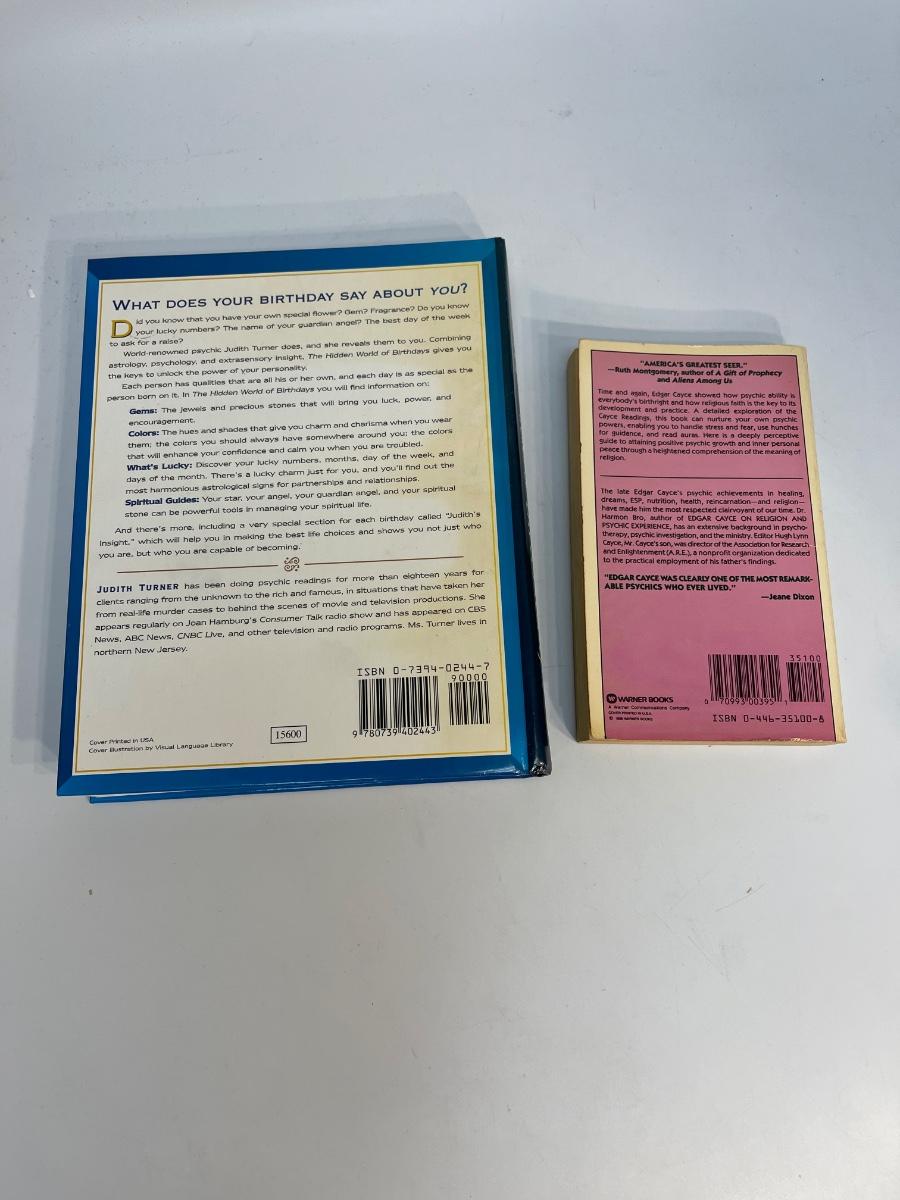 WHAT DOES YOUR BIRTHDAY SAY ABOUT YOU?
Did you know that you have your own special flower? Gem? Fragrance? Do you know
your lucky numbers? The name of your guardian angel? The best day of the week
to ask for a raise?
World-renowned psychic Judith Turner does, and she reveals them to you. Combining
astrology, psychology, and extrasensory insight, The Hidden World of Birthdays gives you
the keys to unlock the power of your personality.
Each person has qualities that are all his or her own, and each day is as special as the
person born on it. In The Hidden World of Birthdays you will find information on:
Gems: The jewels and precious stones that will bring you luck, power, and
encouragement.
Colors: The hues and shades that give you charm and charisma when you wear
them; the colors you should always have somewhere around you; the colors
that will enhance your confidence and calm you when you are troubled.
What's Lucky: Discover your lucky numbers, months, day of the week, and
days of the month. There's a lucky charm just for you, and you'll find out the
most harmonious astrological signs for partnerships and relationships.
Spiritual Guides: Your star, your angel, your guardian angel, and your spiritual
stone can be powerful tools in managing your spiritual life.
And there's more, including a very special section for each birthday called "Judith's
Insight," which will help you in making the best life choices and shows you not just who
you are, but who you are capable of becoming.
JUDITH TURNER has been doing psychic readings for more than eighteen years for
clients ranging from the unknown to the rich and famous, in situations that have taken her
from real-life murder cases to behind the scenes of movie and television productions. She
appears regularly on Joan Hamburg's Consumer Talk radio show and has appeared on CBS
News, ABC News, CNBC Live, and other television and radio programs. Ms. Turner lives in
northern New Jersey.
ISBN 0-7394-0244-7
90000
9 780739 402443
15600
Cover Printed in USA
Cover Illustration by Visual Language Library
"AMERICA'S GREATEST SEER."
—Ruth Montgomery, author of A Gift of Prophecy
and Aliens Among Us
Time and again, Edgar Cayce showed how psychic ability is
everybody's birthright and how religious faith is the key to its
development and practice. A detailed exploration of the
Cayce Readings, this book can nurture your own psychic
powers, enabling you to handle stress and fear, use hunches
for guidance, and read auras. Here is a deeply perceptive
guide to attaining positive psychic growth and inner personal
peace through a heightened comprehension of the meaning of
religion.
The late Edgar Cayce's psychic achievements in healing,
dreams, ESP, nutrition, health, reincarnation—and religion—
have made him the most respected clairvoyant of our time. Dr.
Harmon Bro, author of EDGAR CAYCE ON RELIGION AND
PSYCHIC EXPERIENCE, has an extensive background in psycho-
therapy, psychic investigation, and the ministry. Editor Hugh Lynn
Cayce, Mr. Cayce's son, was director of the Association for Research
and Enlightenment (A.R.E.), a nonprofit organization dedicated
to the practical employment of his father's findings.
"EDGAR CAYCE WAS CLEARLY ONE OF THE MOST REMARK-
ABLE PSYCHICS WHO EVER LIVED."
—Jeane Dixon
35100
0 70993 00395 1
ISBN 0-446-35100-8
WARNER BOOKS
A Warner Communications Company
COVER PRINTED IN U.S.A.
WARNER BOOKS